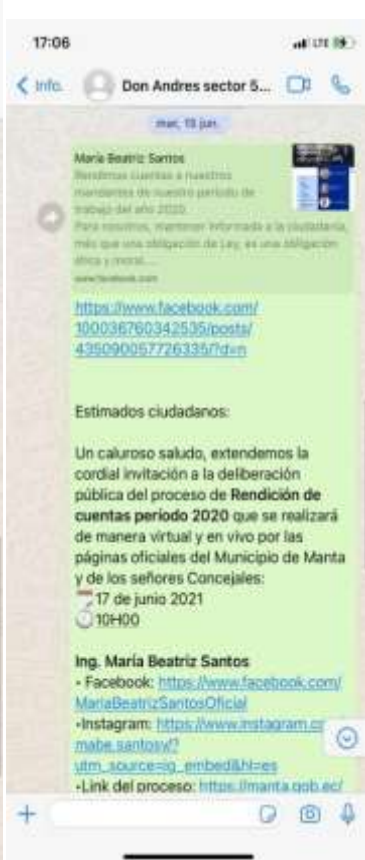 17:06
LTE
Info.
Don Andres sector 5...
mar, 15 jun.
María Beatriz Santos
Rendimos cuentas a nuestros
mandantes de nuestro periodo de
trabajo del año 2020.
Para nosotros, mantener informada a la ciudadanía,
más que una obligación de Ley, es una obligación
ética y moral....
www.facebook.com
https://www.facebook.com/
100036760342535/posts/
435090057726335/?d=n
Estimados ciudadanos:
Un caluroso saludo, extendemos la
cordial invitación a la deliberación
pública del proceso de Rendición de
cuentas periodo 2020 que se realizará
de manera virtual y en vivo por las
páginas oficiales del Municipio de Manta
y de los señores Concejales:
17 de junio 2021
10H00
Ing. María Beatriz Santos
• Facebook: https://www.facebook.com/
MariaBeatrizSantosOficial
•Instagram: https://www.instagram.co
mabe.santosv/?
utm_source=ig_embed&hl=es
•Link del proceso: https://manta.gob.ec/